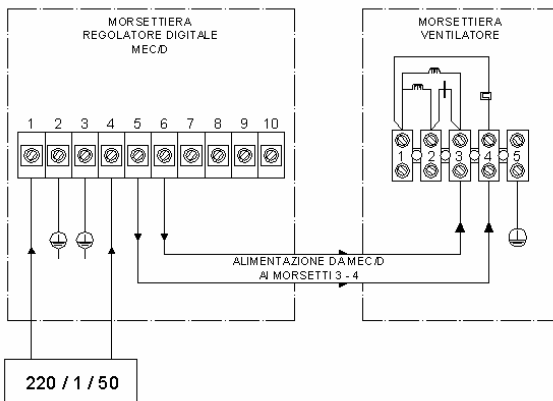 MORSETTIERA
REGOLATORE DIGITALE
MEC/D
MORSETTIERA
VENTILATORE
1 2 3 4 5 6 7 8 9 10
1 2 3 4 5
ALIMENTAZIONE DA MEC/D
AI MORSETTI 3 - 4
220 / 1 / 50